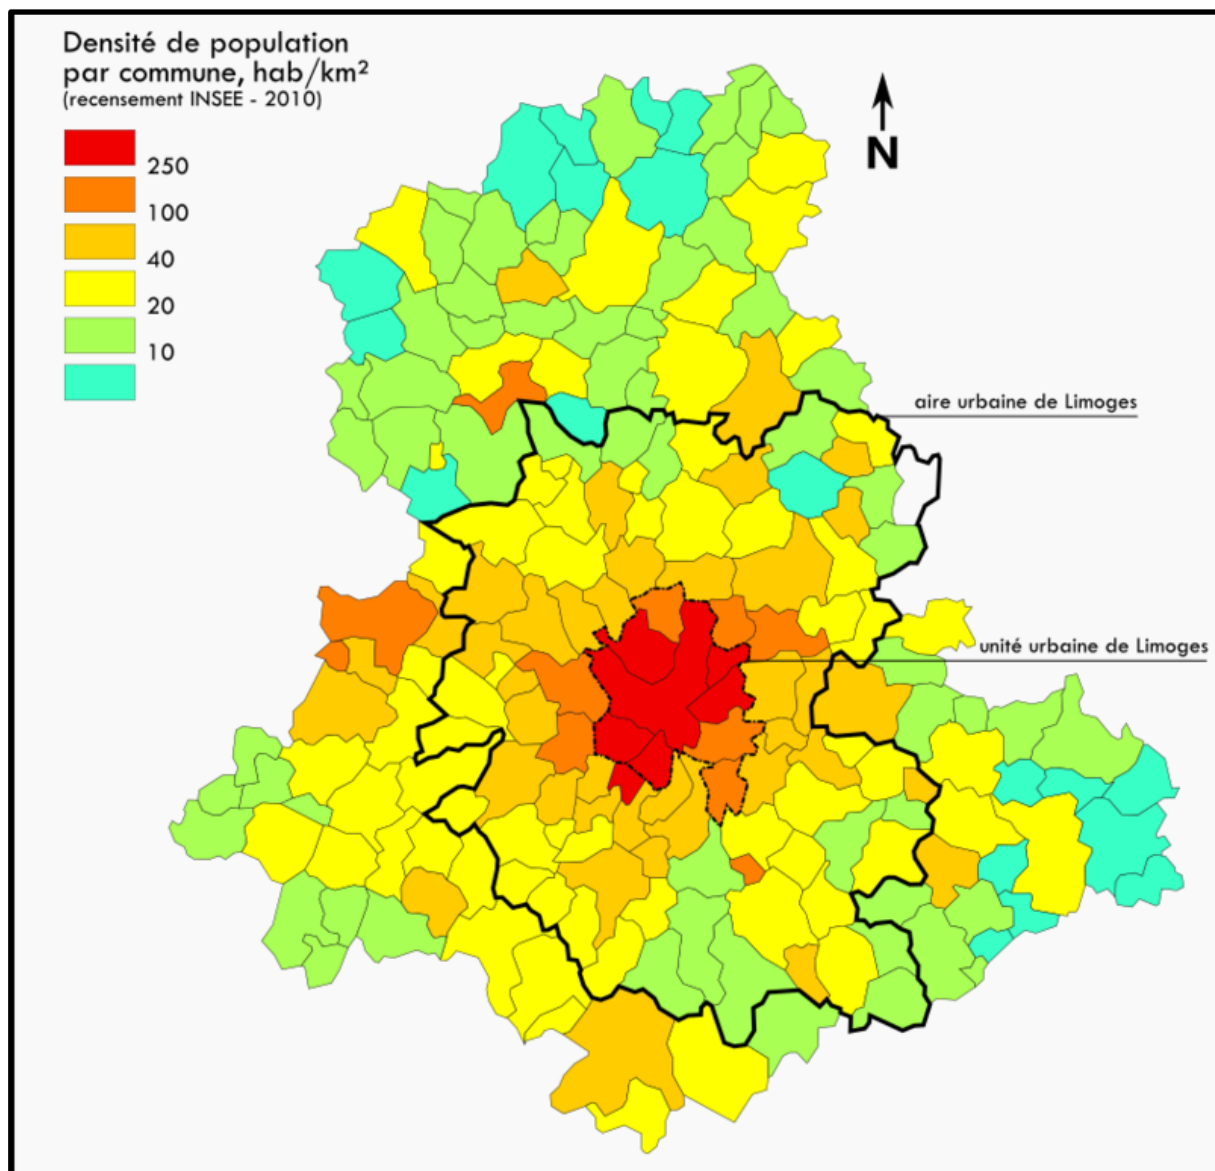 Densité de population
par commune, hab/km²
(recensement INSEE - 2010)
250
100
40
20
10
N
aire urbaine de Limoges
unité urbaine de Limoges